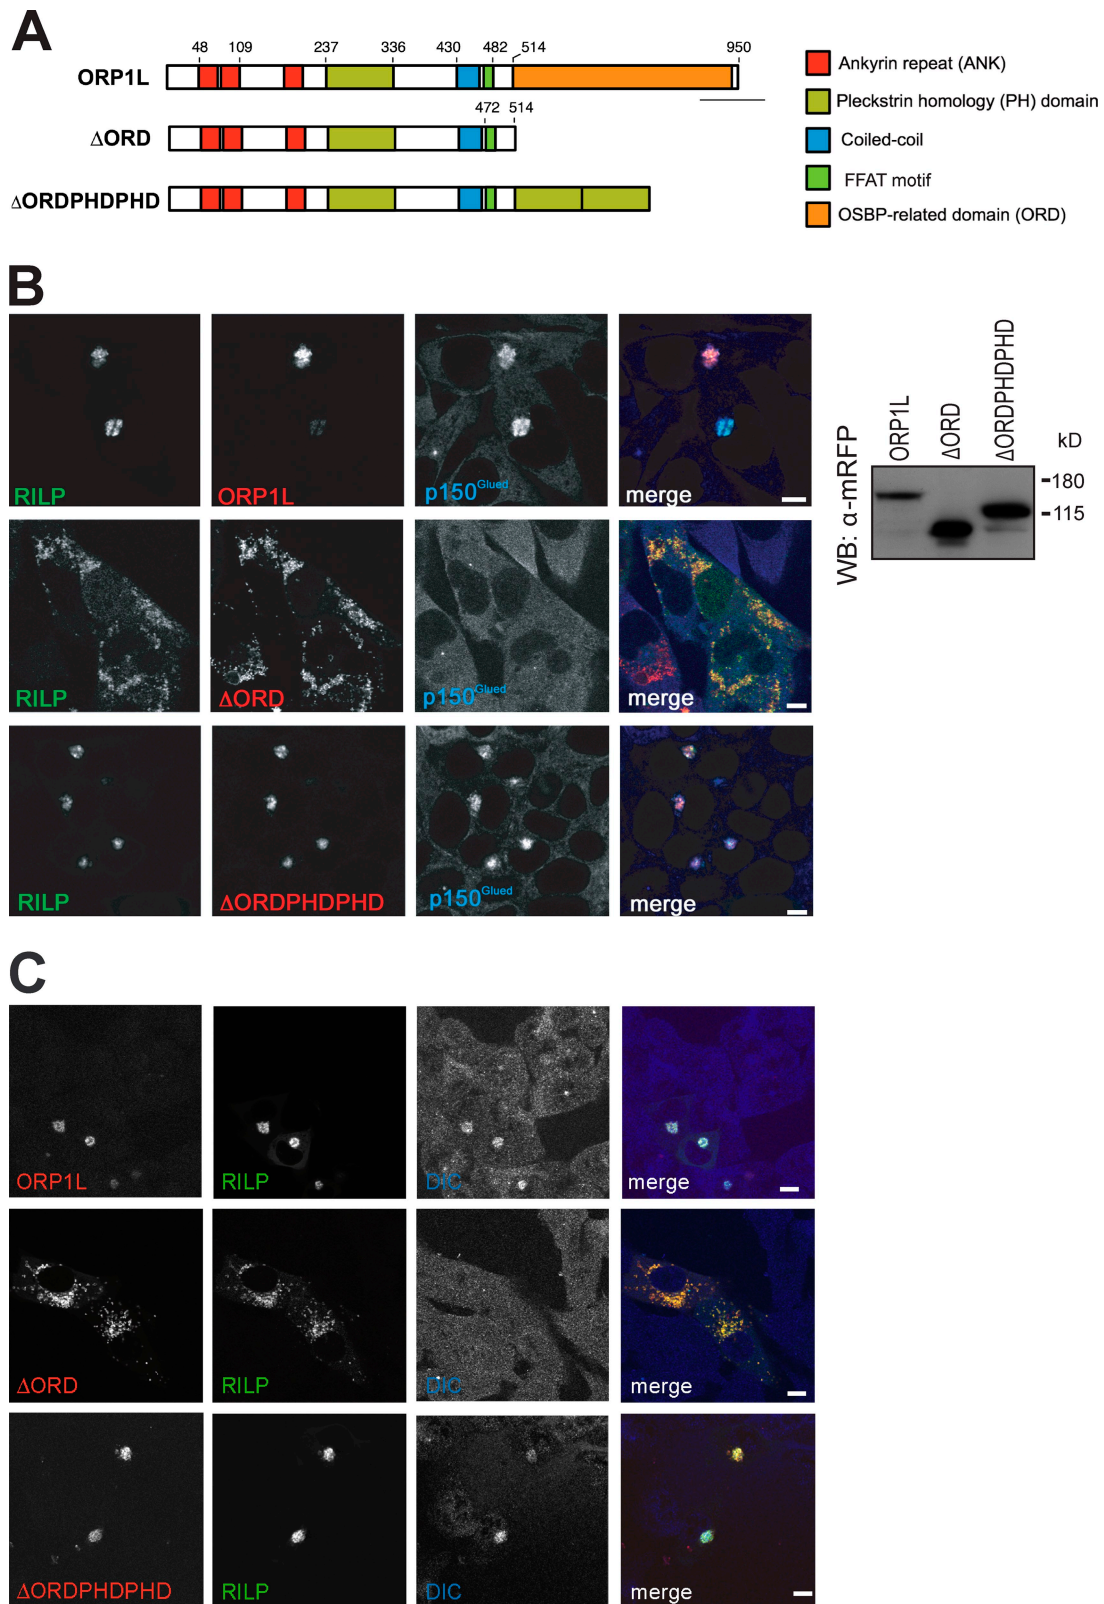 A
48 109 237 336 430 482 514 950
ORP1L
472 514
ΔORD
ΔORDPHDPHD
Ankyrin repeat (ANK)
Pleckstrin homology (PH) domain
Coiled-coil
FFAT motif
OSBP-related domain (ORD)
B
RILP ORP1L p150Glued merge
RILP ΔORD p150Glued merge
RILP ΔORDPHDPHD p150Glued merge
ORP1L ΔORD ΔORDPHDPHD
kD
180
115
WB: α-mRFP
C
ORP1L RILP DIC merge
ΔORD RILP DIC merge
ΔORDPHDPHD RILP DIC merge